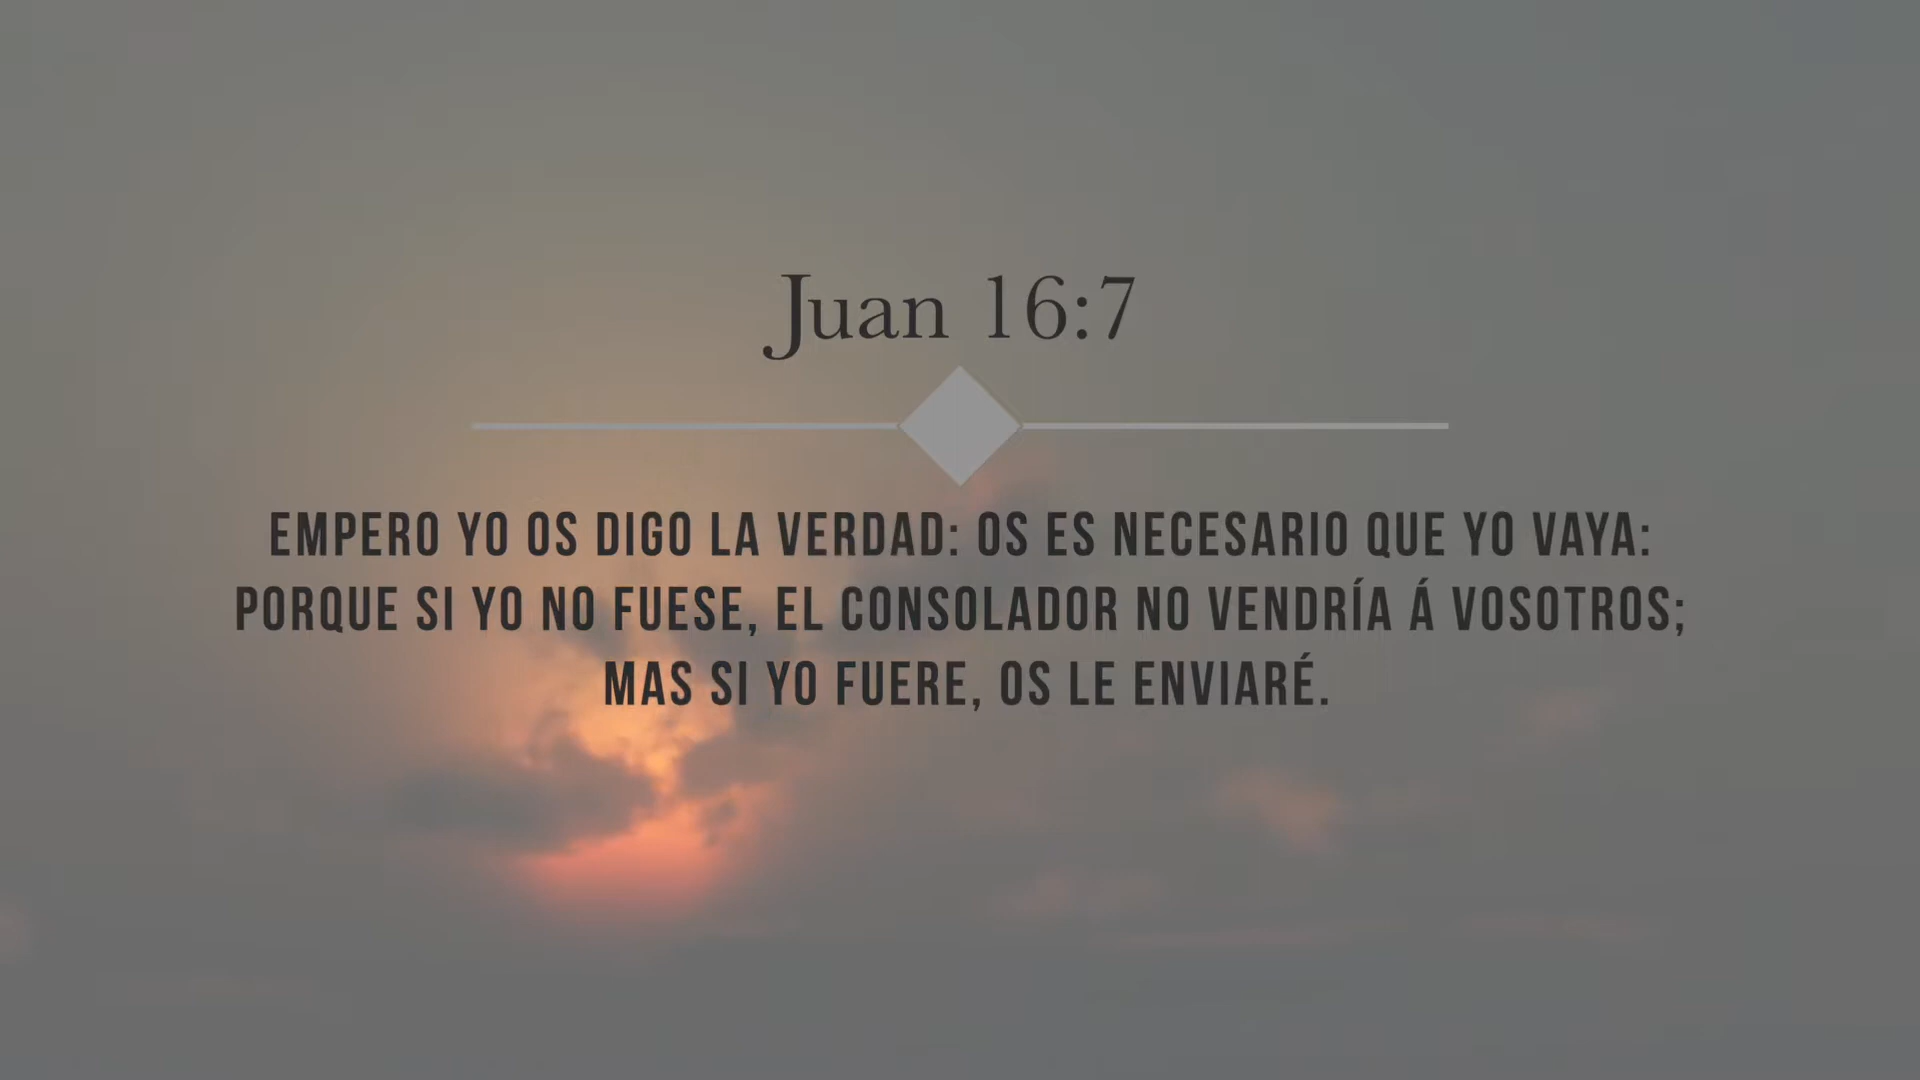 Juan 16:7
EMPERO YO OS DIGO LA VERDAD: OS ES NECESARIO QUE YO VAYA:
PORQUE SI YO NO FUESE, EL CONSOLADOR NO VENDRÍA Á VOSOTROS;
MAS SI YO FUERE, OS LE ENVIARÉ.